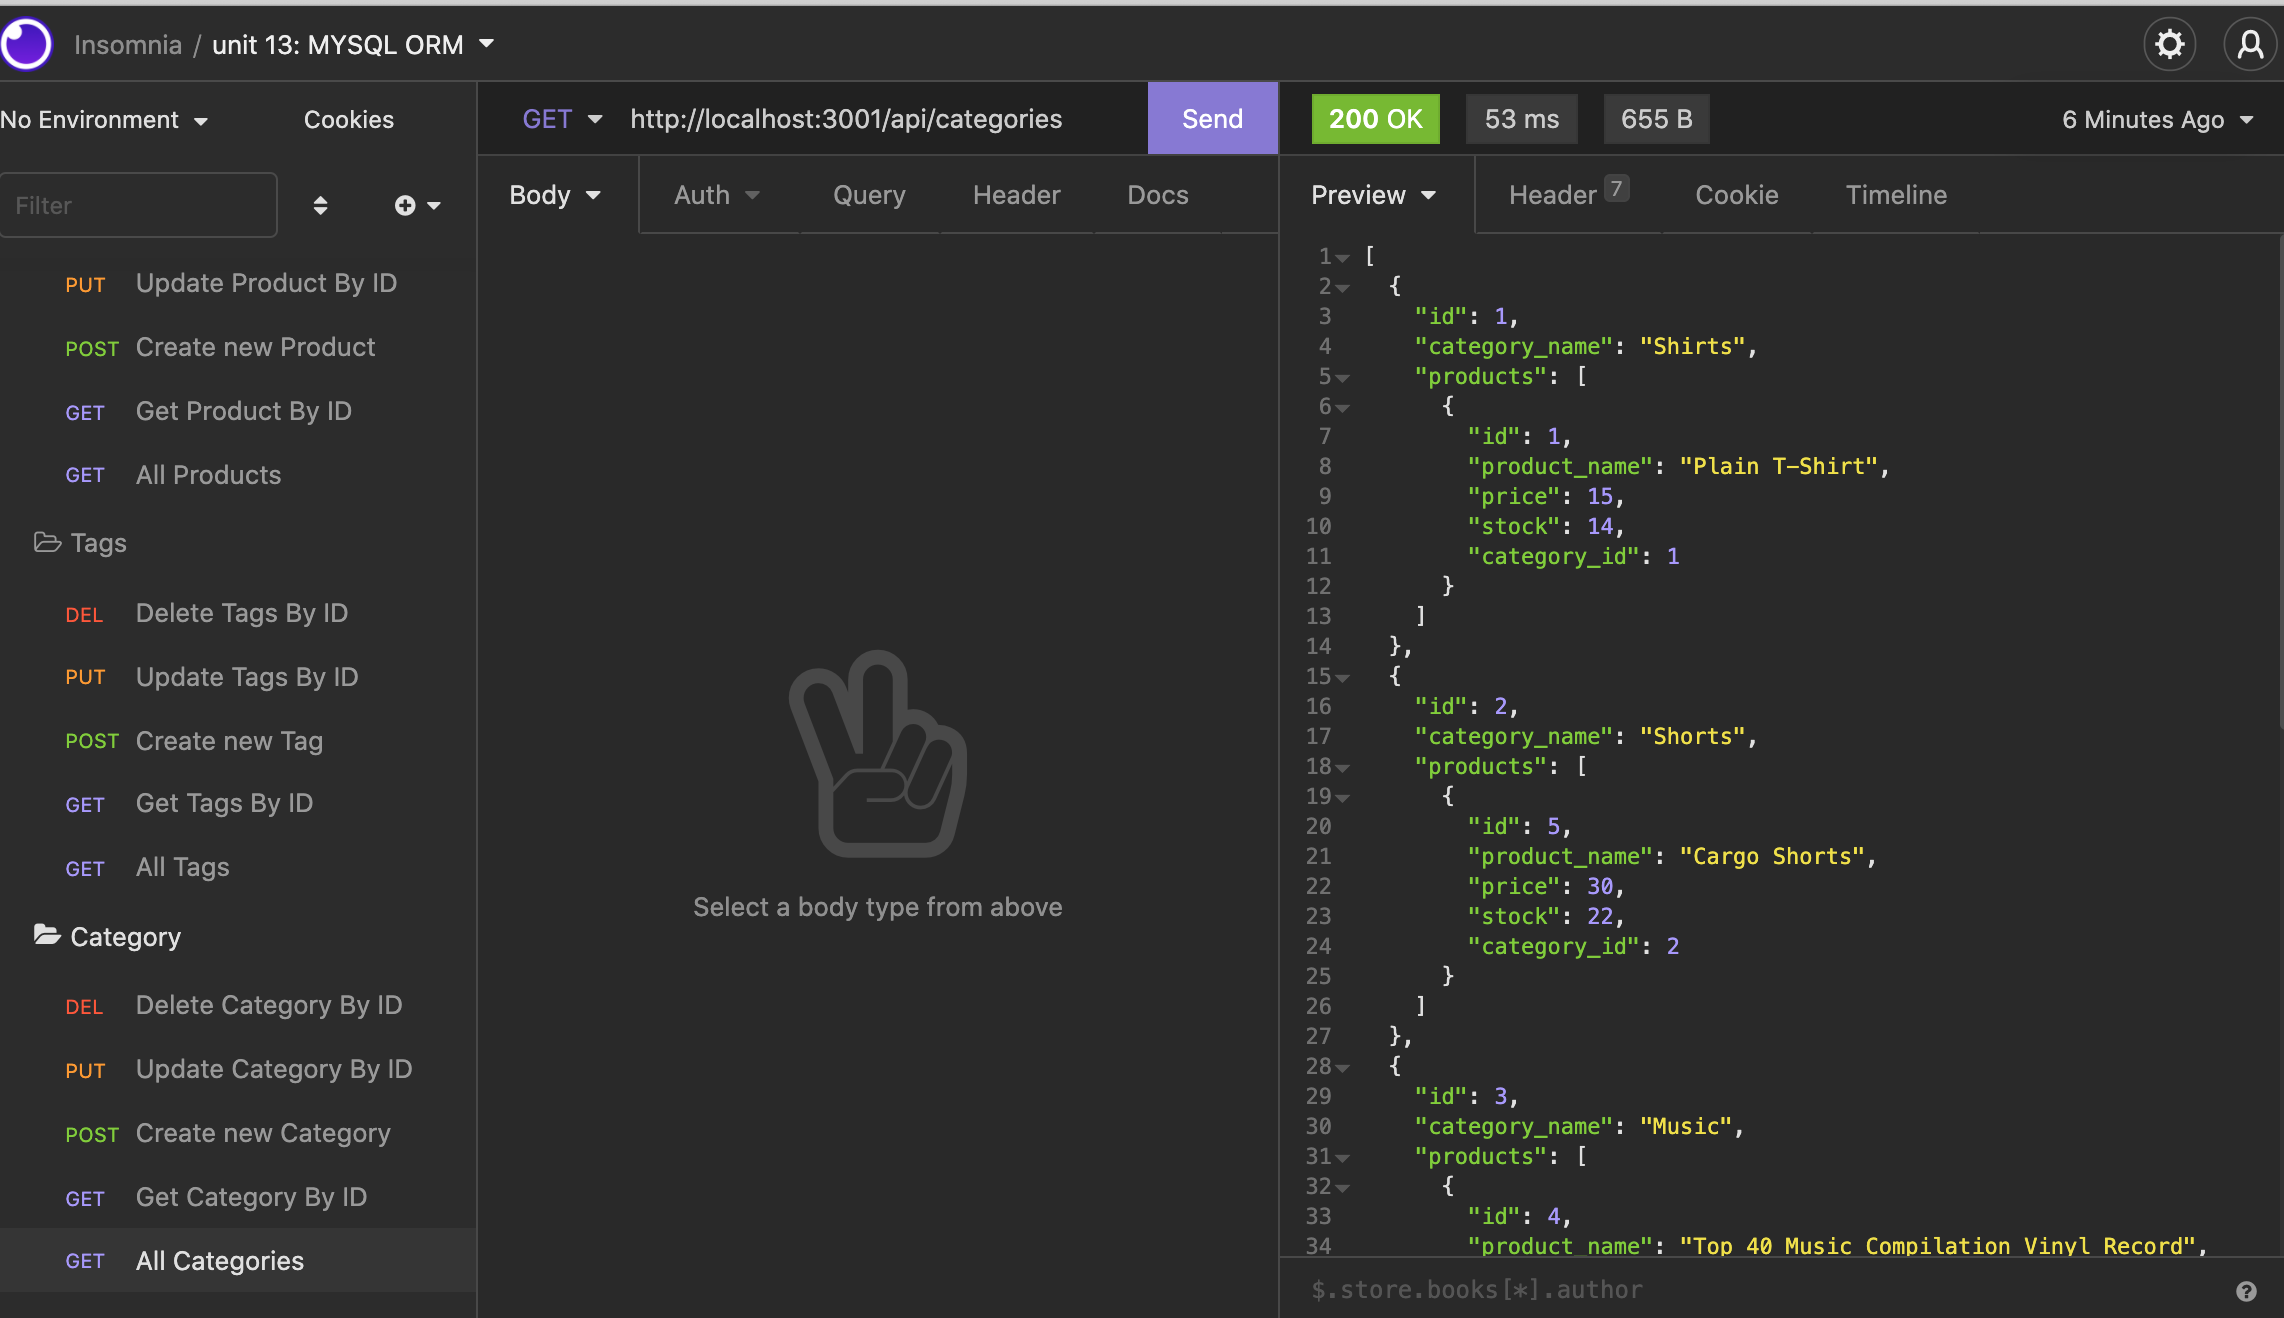 Insomnia / unit 13: MYSQL ORM
No Environment Cookies
Filter
PUT Update Product By ID
POST Create new Product
GET Get Product By ID
GET All Products
Tags
DEL Delete Tags By ID
PUT Update Tags By ID
POST Create new Tag
GET Get Tags By ID
GET All Tags
Category
DEL Delete Category By ID
PUT Update Category By ID
POST Create new Category
GET Get Category By ID
GET All Categories
GET http://localhost:3001/api/categories Send
Body Auth Query Header Docs
Select a body type from above
200 OK 53 ms 655 B 6 Minutes Ago
Preview Header 7 Cookie Timeline
1 [
2 {
3 "id": 1,
4 "category_name": "Shirts",
5 "products": [
6 {
7 "id": 1,
8 "product_name": "Plain T-Shirt",
9 "price": 15,
10 "stock": 14,
11 "category_id": 1
12 }
13 ]
14 },
15 {
16 "id": 2,
17 "category_name": "Shorts",
18 "products": [
19 {
20 "id": 5,
21 "product_name": "Cargo Shorts",
22 "price": 30,
23 "stock": 22,
24 "category_id": 2
25 }
26 ]
27 },
28 {
29 "id": 3,
30 "category_name": "Music",
31 "products": [
32 {
33 "id": 4,
34 "product_name": "Top 40 Music Compilation Vinyl Record",
$.store.books[*].author